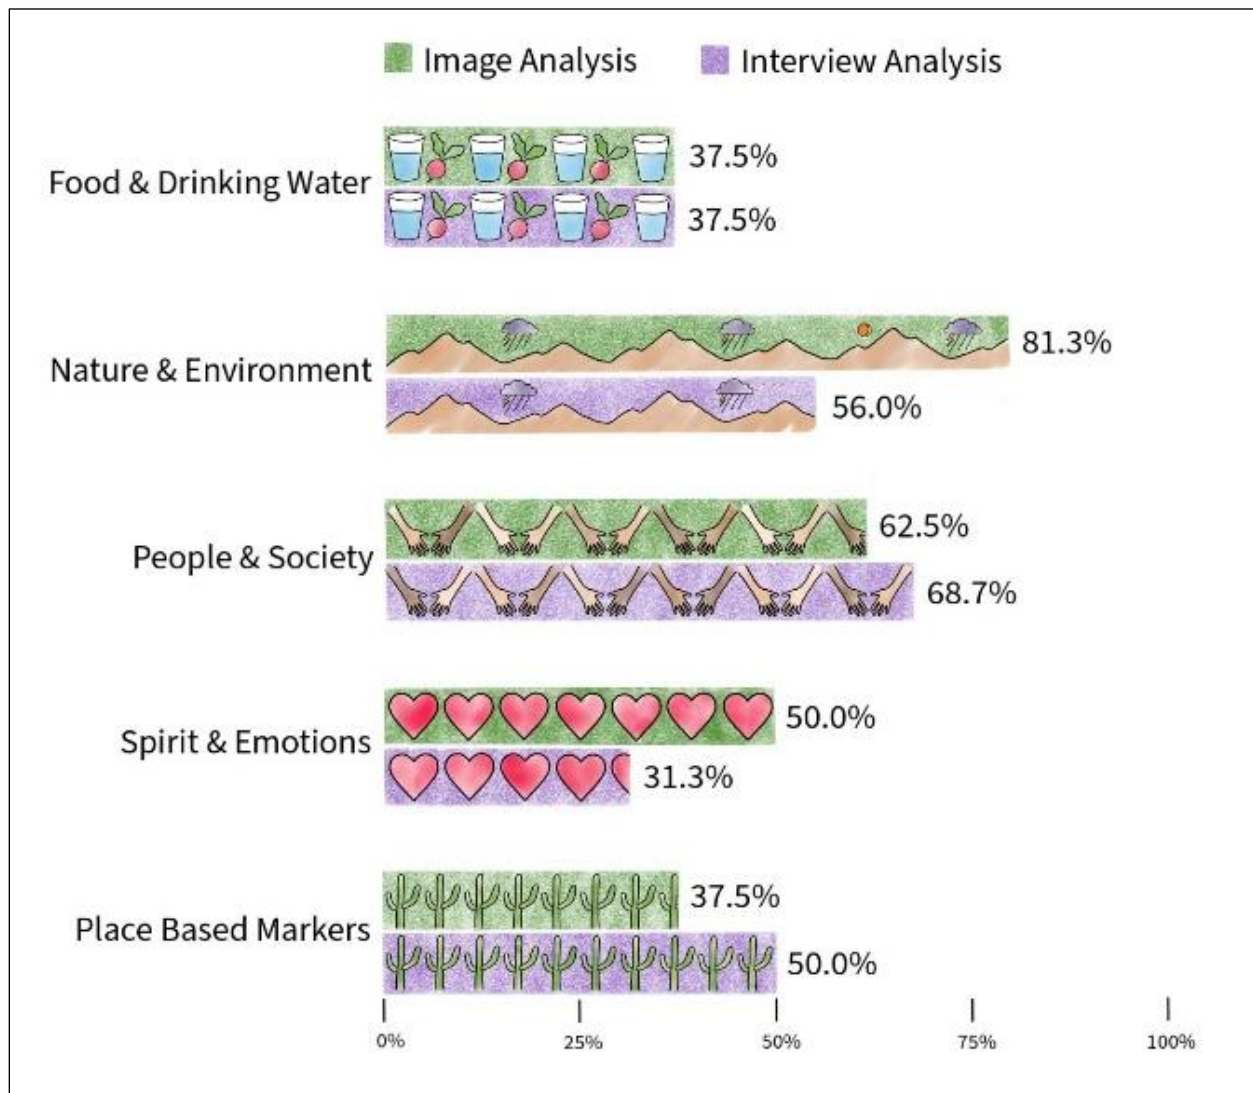 Image Analysis
Interview Analysis
Food & Drinking Water
37.5%
37.5%
Nature & Environment
81.3%
56.0%
People & Society
62.5%
68.7%
Spirit & Emotions
50.0%
31.3%
Place Based Markers
37.5%
50.0%
0% 25% 50% 75% 100%